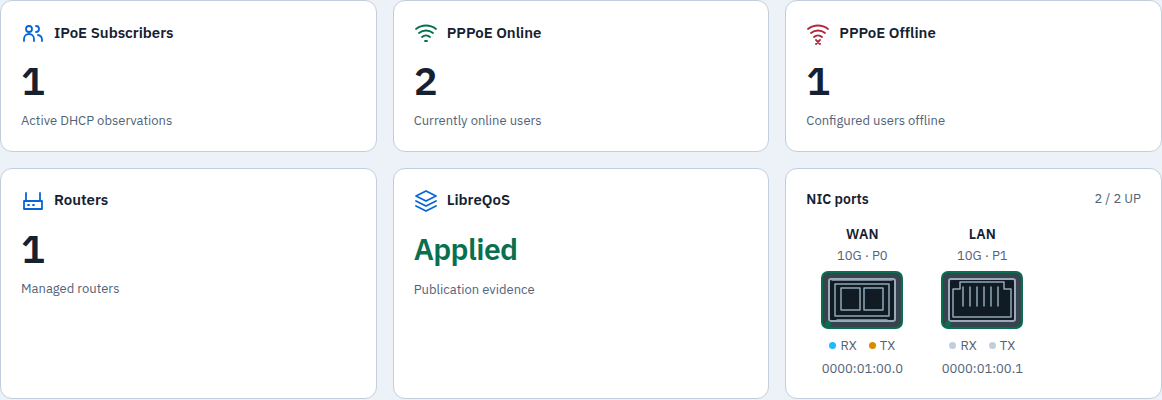 IPoE Subscribers
1
Active DHCP observations
PPPoE Online
2
Currently online users
PPPoE Offline
1
Configured users offline
Routers
1
Managed routers
LibreQoS
Applied
Publication evidence
NIC ports
2 / 2 UP
WAN
10G · P0
RX TX
0000:01:00.0
LAN
10G · P1
RX TX
0000:01:00.1